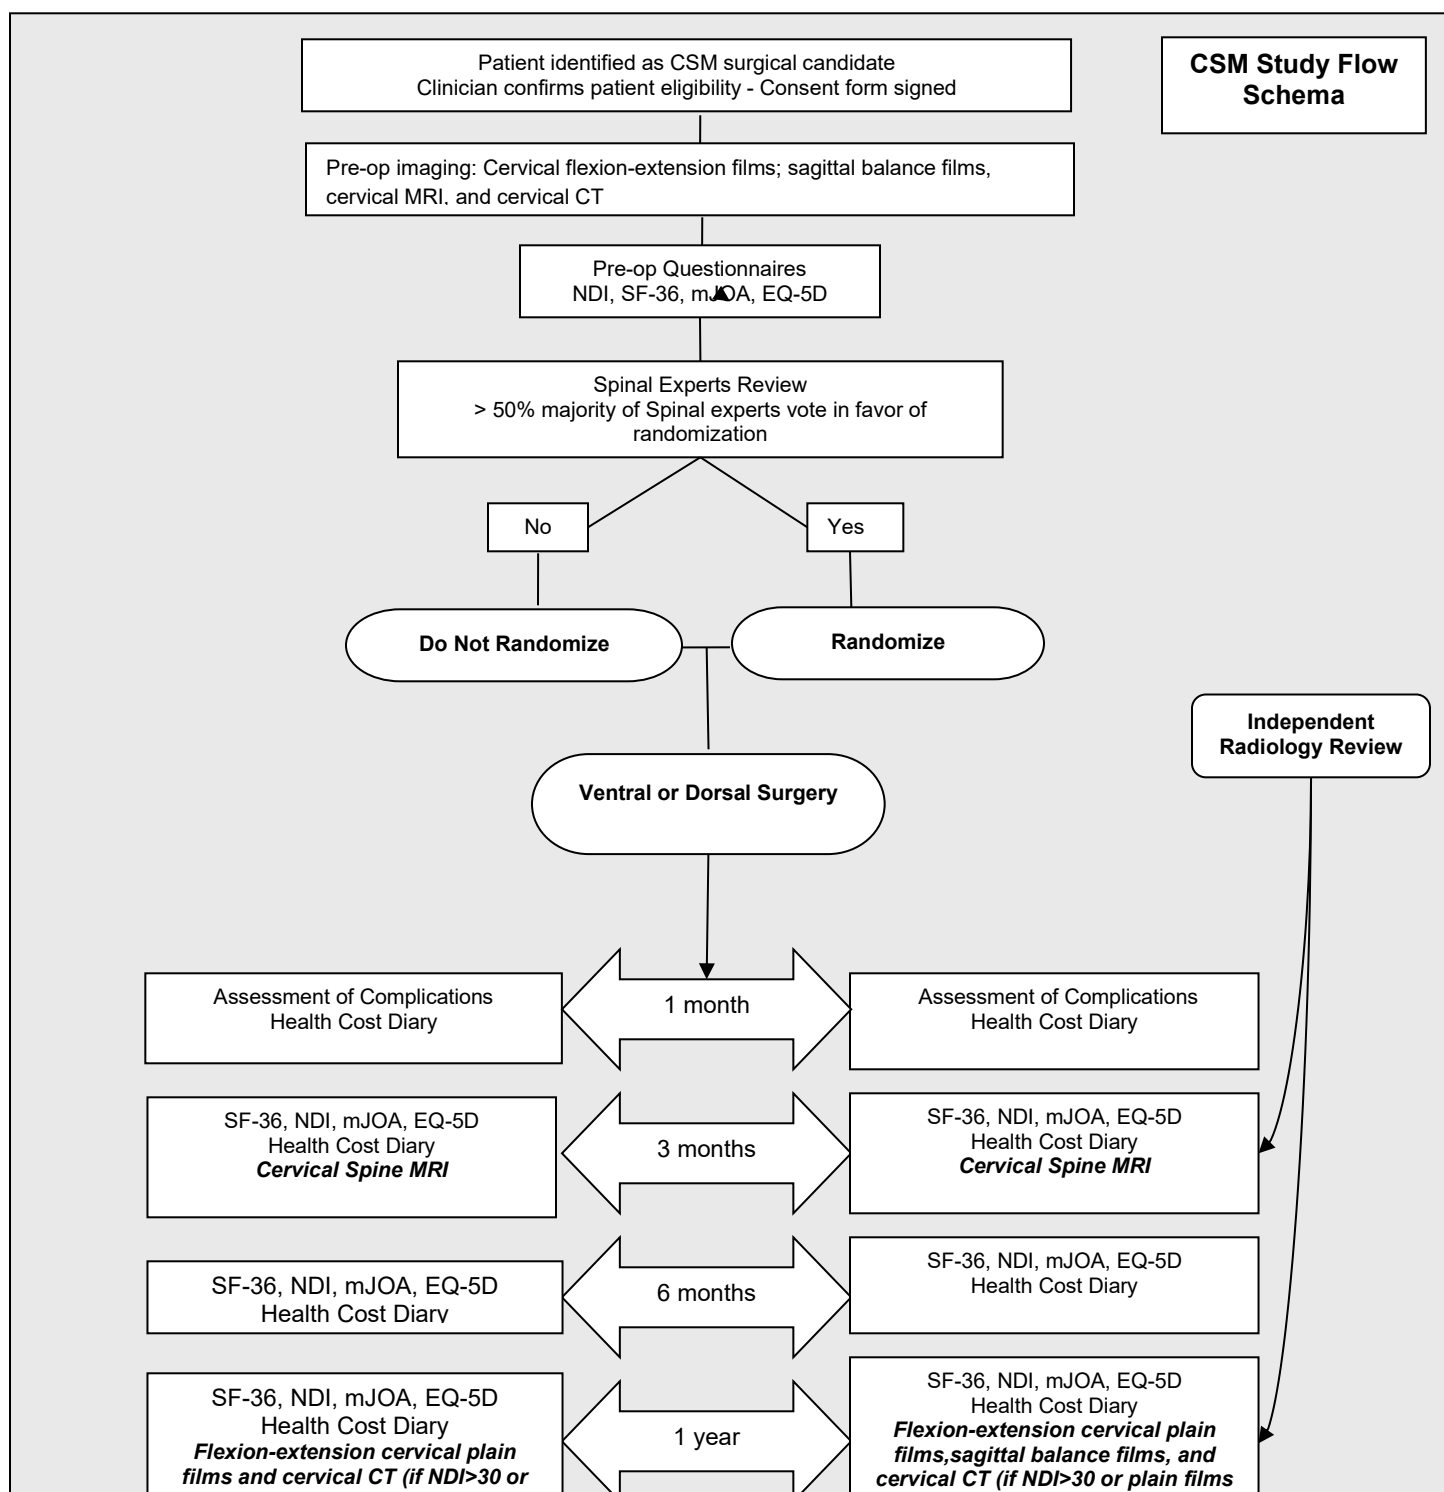 Patient identified as CSM surgical candidate
Clinician confirms patient eligibility - Consent form signed
CSM Study Flow
Schema
Pre-op imaging: Cervical flexion-extension films; sagittal balance films,
cervical MRI, and cervical CT
Pre-op Questionnaires
NDI, SF-36, mJOA, EQ-5D
Spinal Experts Review
> 50% majority of Spinal experts vote in favor of
randomization
No
Yes
Do Not Randomize
Randomize
Independent
Radiology Review
Ventral or Dorsal Surgery
Assessment of Complications
Health Cost Diary
1 month
Assessment of Complications
Health Cost Diary
SF-36, NDI, mJOA, EQ-5D
Health Cost Diary
Cervical Spine MRI
3 months
SF-36, NDI, mJOA, EQ-5D
Health Cost Diary
Cervical Spine MRI
SF-36, NDI, mJOA, EQ-5D
Health Cost Diary
6 months
SF-36, NDI, mJOA, EQ-5D
Health Cost Diary
SF-36, NDI, mJOA, EQ-5D
Health Cost Diary
Flexion-extension cervical plain
films and cervical CT (if NDI>30 or
1 year
SF-36, NDI, mJOA, EQ-5D
Health Cost Diary
Flexion-extension cervical plain
films,sagittal balance films, and
cervical CT (if NDI>30 or plain films